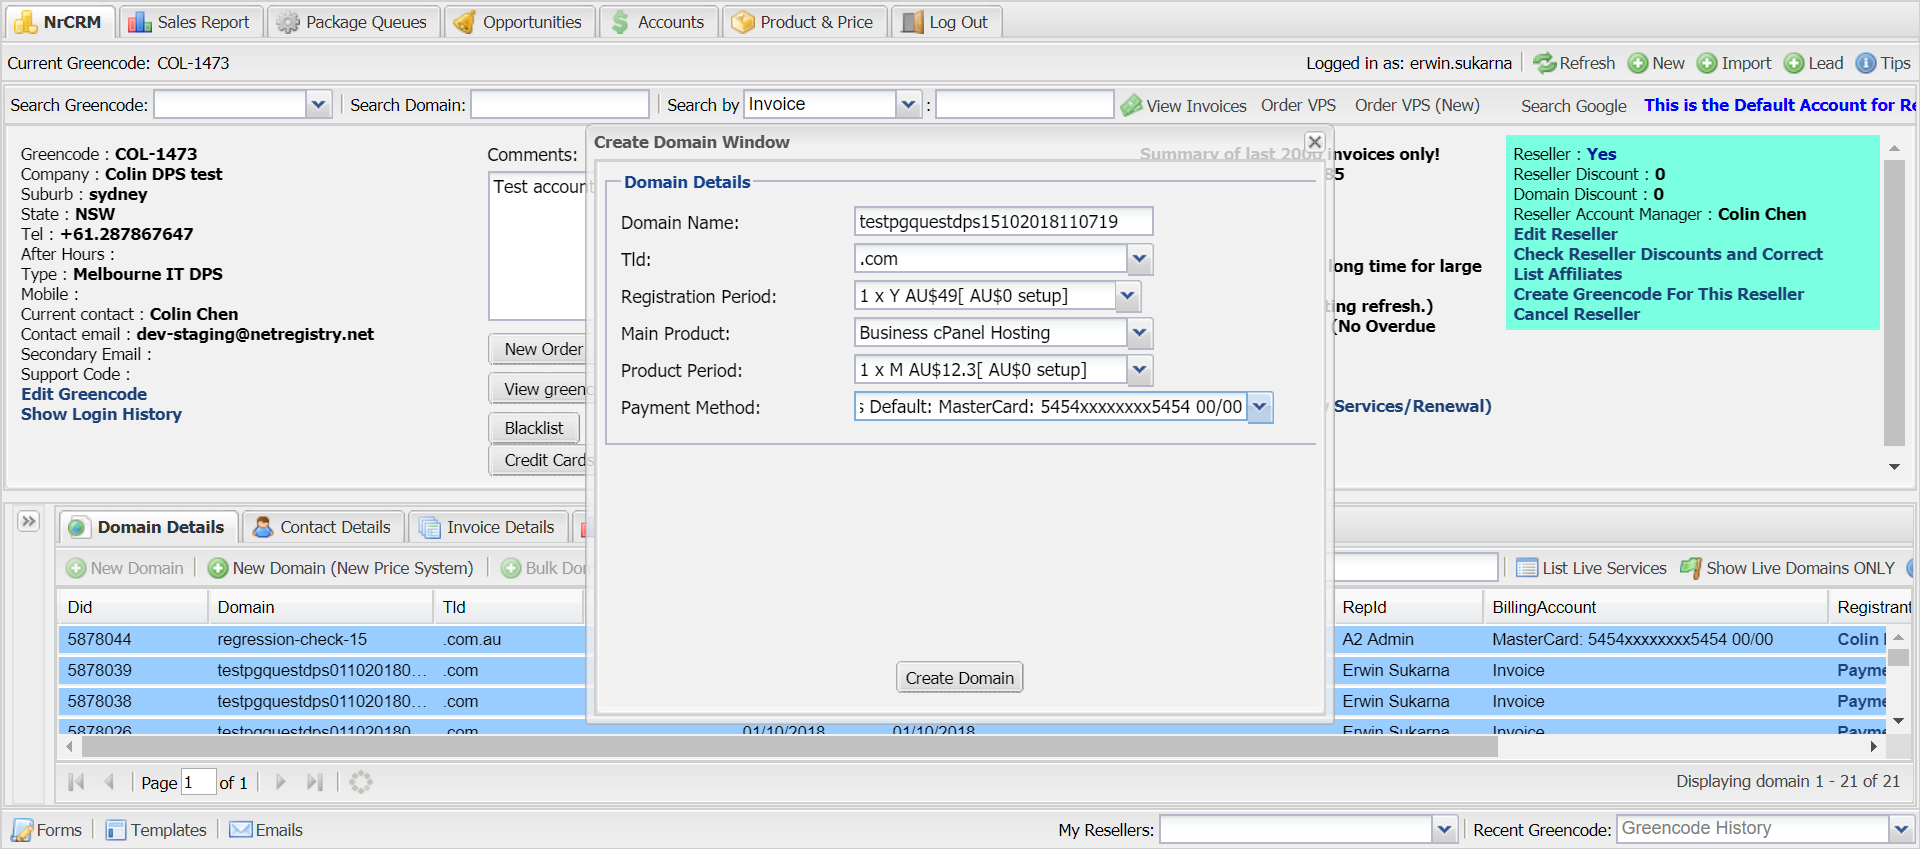 NrCRM Sales Report Package Queues Opportunities Accounts Product & Price Log Out
Current Greencode: COL-1473 Logged in as: erwin.sukarna Refresh New Import Lead Tips
Search Greencode: Search Domain: Search by Invoice : View Invoices Order VPS Order VPS (New) Search Google This is the Default Account for Re
Create Domain Window
Greencode : COL-1473
Company : Colin DPS test
Suburb : sydney
State : NSW
Tel : +61.287867647
After Hours :
Type : Melbourne IT DPS
Mobile :
Current contact : Colin Chen
Contact email : dev-staging@netregistry.net
Secondary Email :
Support Code :
Edit Greencode
Show Login History
Comments:
Test account
New Order
View greenc
Blacklist
Credit Cards
Summary of last 2000 invoices only!
85
long time for large
ting refresh.)
(No Overdue
y Services/Renewal)
Domain Details
Domain Name: testpgquestdps15102018110719
Tld: .com
Registration Period: 1 x Y AU$49[ AU$0 setup]
Main Product: Business cPanel Hosting
Product Period: 1 x M AU$12.3[ AU$0 setup]
Payment Method: s Default: MasterCard: 5454xxxxxxxx5454 00/00
Create Domain
Reseller : Yes
Reseller Discount : 0
Domain Discount : 0
Reseller Account Manager : Colin Chen
Edit Reseller
Check Reseller Discounts and Correct
List Affiliates
Create Greencode For This Reseller
Cancel Reseller
Domain Details Contact Details Invoice Details
New Domain New Domain (New Price System) Bulk Dom List Live Services Show Live Domains ONLY
Did Domain Tld RepId BillingAccount Registrant
5878044 regression-check-15 .com.au A2 Admin MasterCard: 5454xxxxxxxx5454 00/00 Colin
5878039 testpgquestdps011020180... .com Erwin Sukarna Invoice Payme
5878038 testpgquestdps011020180... .com Erwin Sukarna Invoice Payme
5878026 testpgquestdps011020180 .com 01/10/2018 01/10/2018 Erwin Sukarna Invoice Payme
Page 1 of 1 Displaying domain 1 - 21 of 21
Forms Templates Emails My Resellers: Recent Greencode: Greencode History